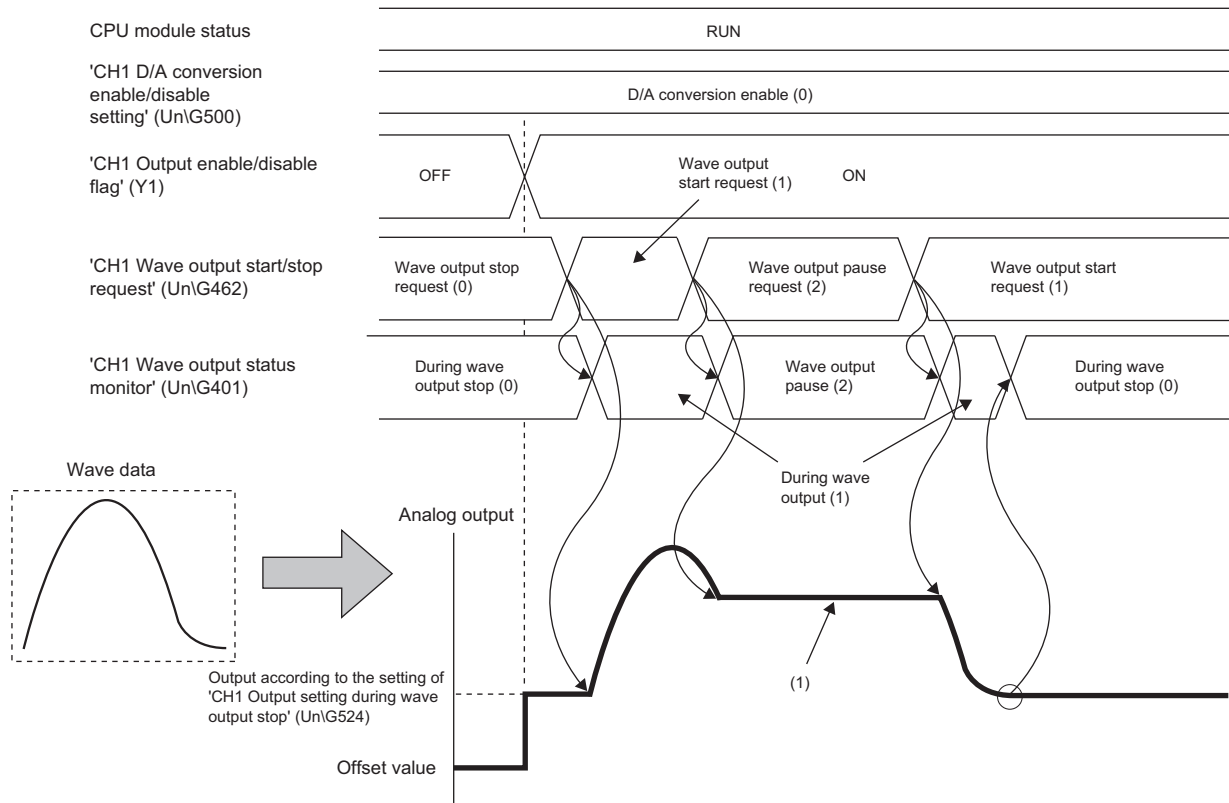 CPU module status
RUN
'CH1 D/A conversion
enable/disable
setting' (Un\G500)
D/A conversion enable (0)
'CH1 Output enable/disable
flag' (Y1)
OFF
Wave output
start request (1)
ON
'CH1 Wave output start/stop
request' (Un\G462)
Wave output stop
request (0)
Wave output pause
request (2)
Wave output start
request (1)
'CH1 Wave output status
monitor' (Un\G401)
During wave
output stop (0)
Wave output
pause (2)
During wave
output stop (0)
During wave
output (1)
Wave data
Analog output
Output according to the setting of
'CH1 Output setting during wave
output stop' (Un\G524)
(1)
Offset value